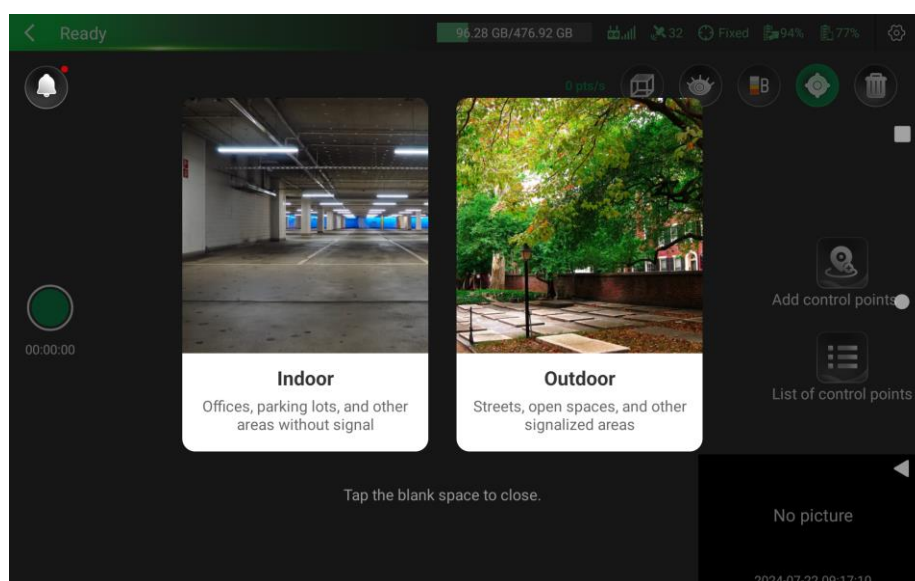 Ready
96.28 GB/476.92 GB
32
Fixed
94%
77%
0 pts/s
B
Indoor
Offices, parking lots, and other
areas without signal
Outdoor
Streets, open spaces, and other
signalized areas
Add control points
00:00:00
List of control points
Tap the blank space to close.
No picture
2024-07-22 09:17:10